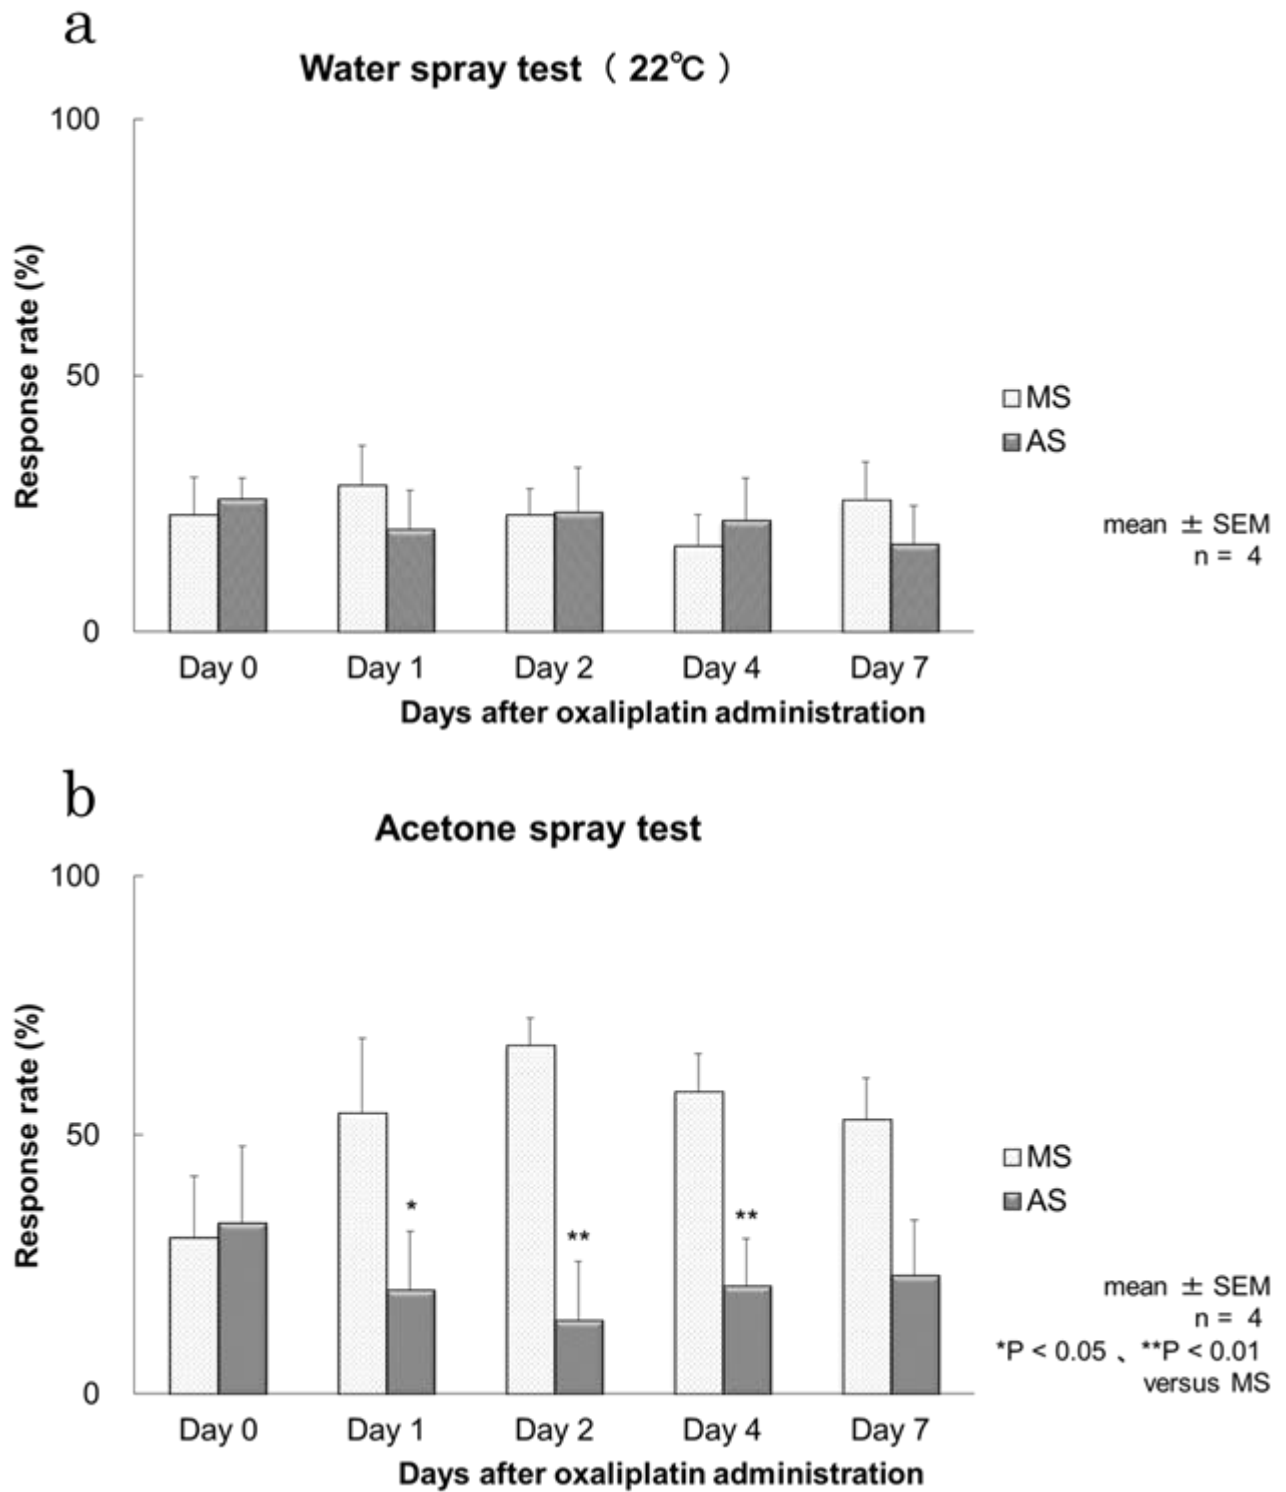 a
Water spray test （ 22℃ ）
100
50
0
Response rate (%)
Day 0 Day 1 Day 2 Day 4 Day 7
Days after oxaliplatin administration
MS
AS
mean ± SEM
n = 4
b
Acetone spray test
100
50
0
Response rate (%)
*
**
**
Day 0 Day 1 Day 2 Day 4 Day 7
Days after oxaliplatin administration
MS
AS
mean ± SEM
n = 4
*P < 0.05 、 **P < 0.01
versus MS